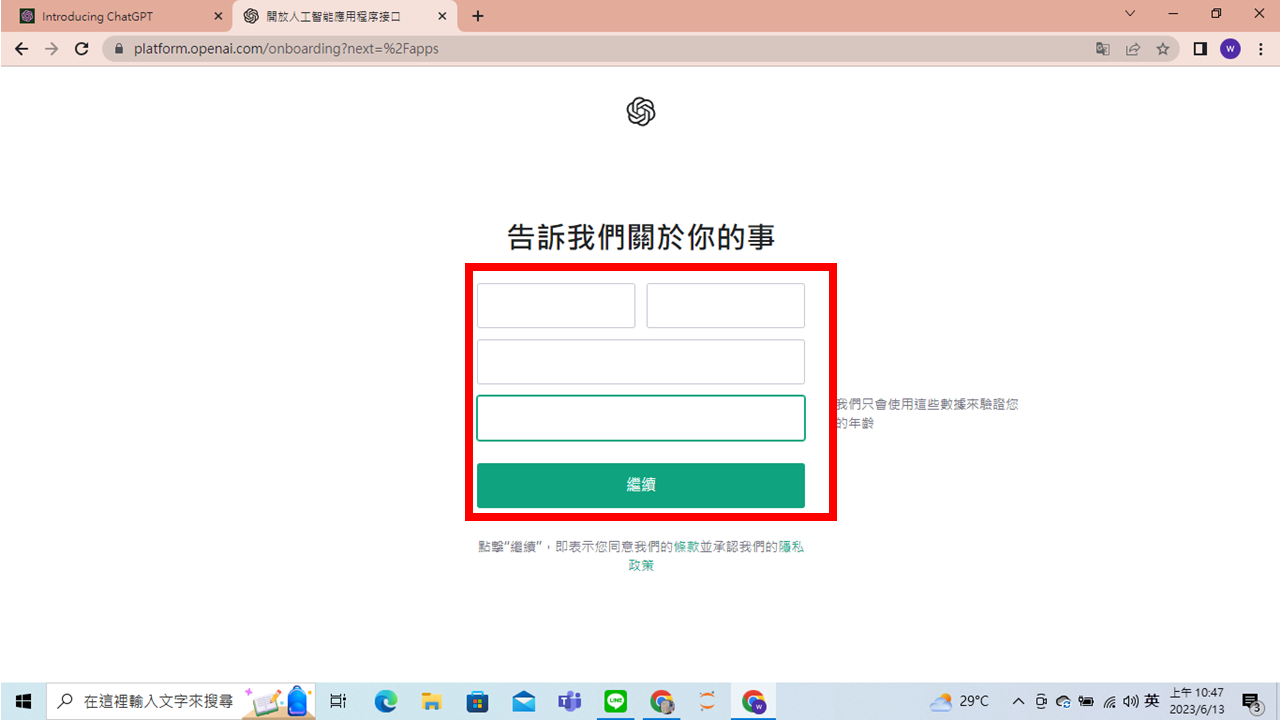 Introducing ChatGPT
開放人工智能應用程序接口
platform.openai.com/onboarding?next=%2Fapps
W
告訴我們關於你的事
我們只會使用這些數據來驗證您
的年齡
繼續
點擊“繼續”，即表示您同意我們的條款並承認我們的隱私
政策
在這裡輸入文字來搜尋
LINE
W
29°C
英
上午 10:47
2023/6/13
3